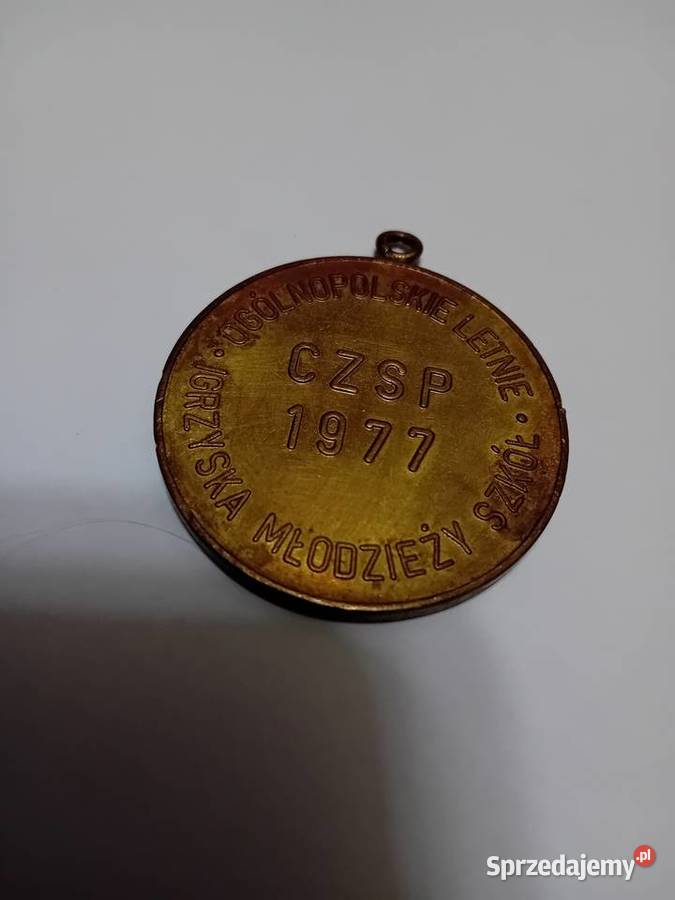 • OGÓLNOPOLSKIE LETNIE •
IGRZYSKA MŁODZIEŻY SZKÓŁ
CZSP
1977
Sprzedajemy.pl